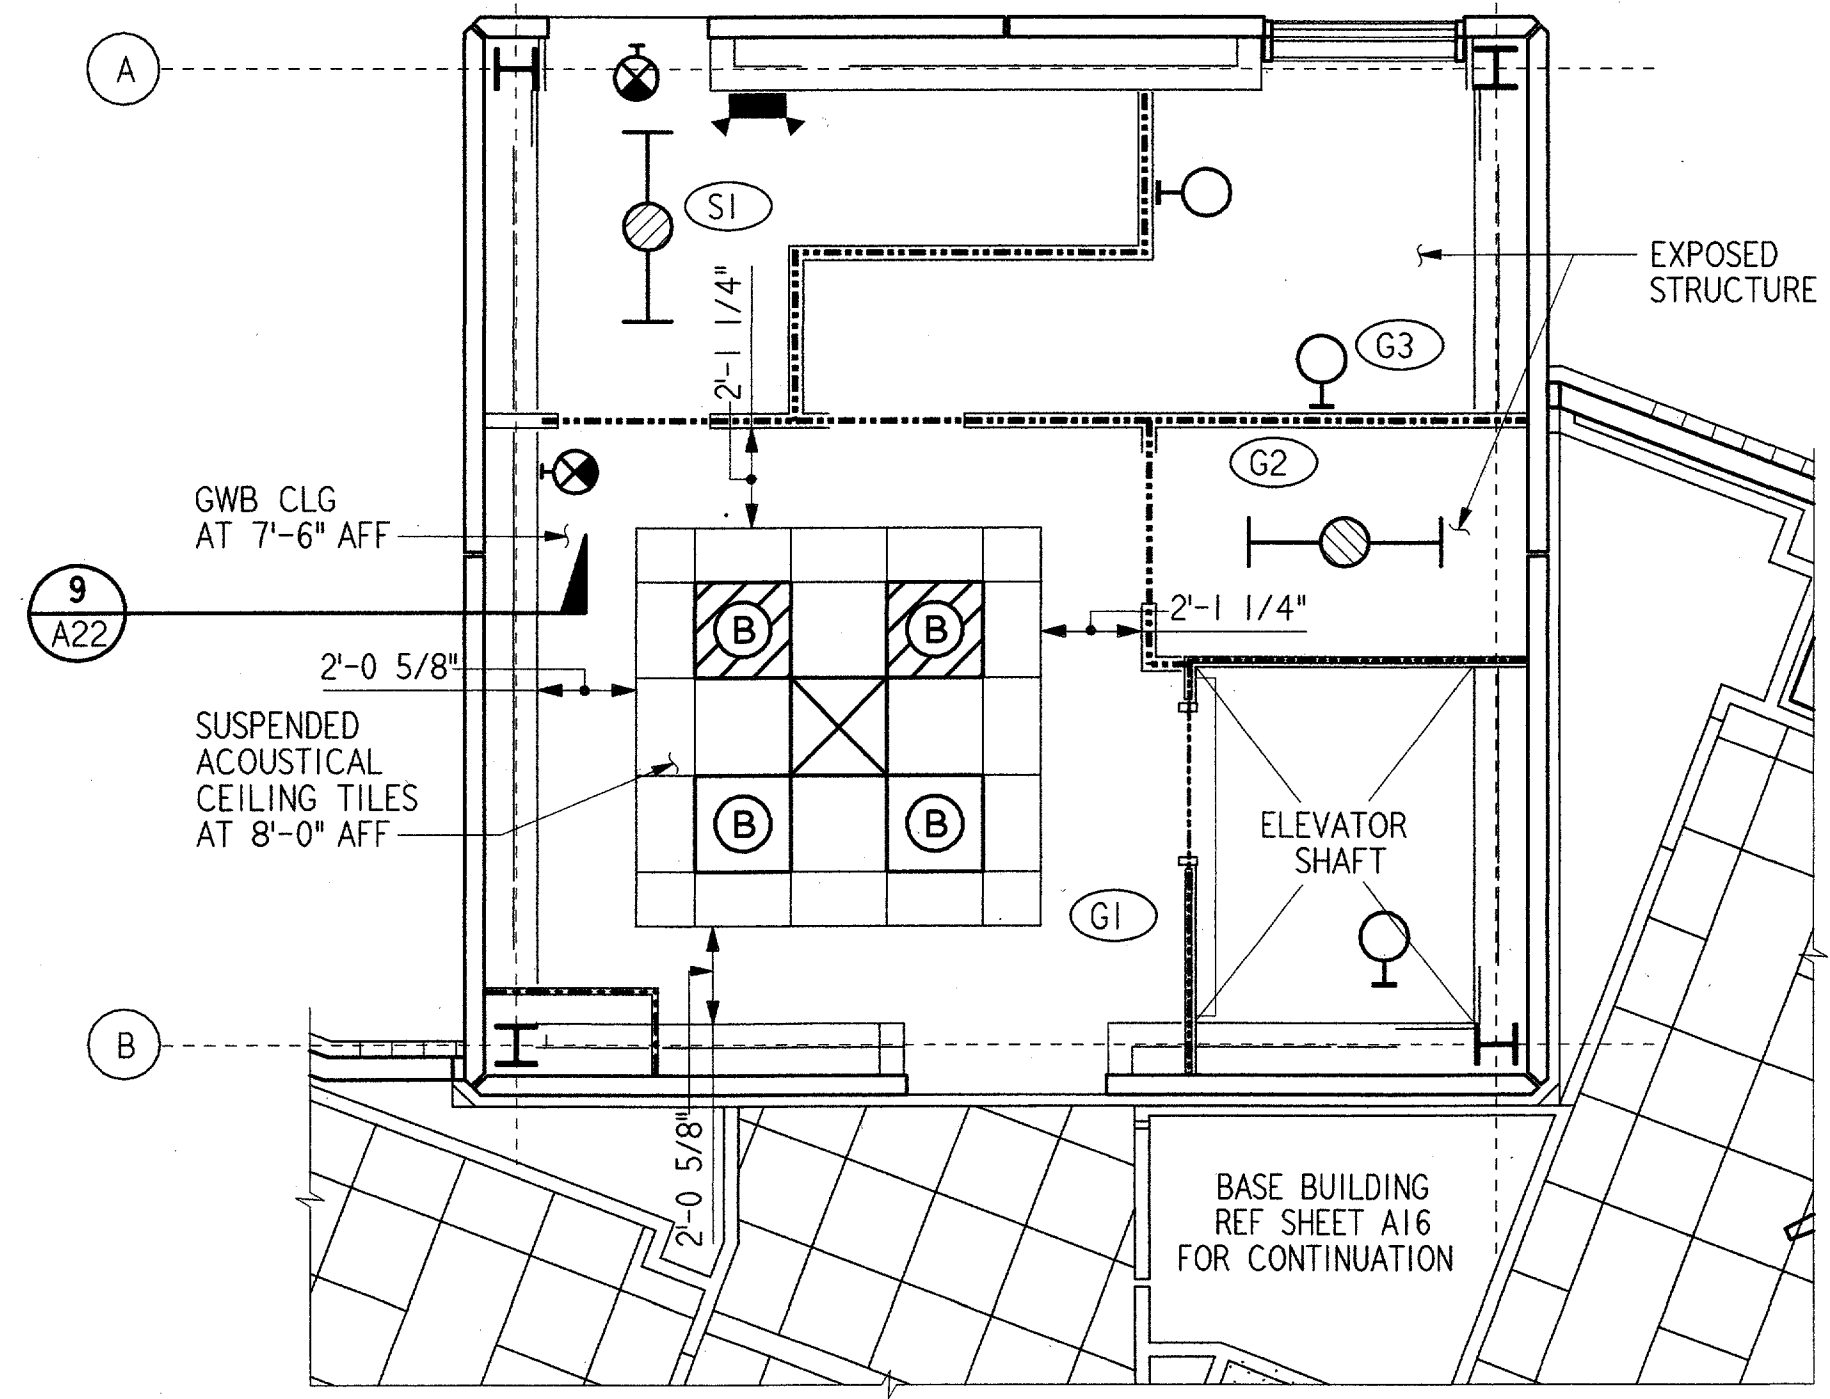 A
S1
EXPOSED
STRUCTURE
2'-1 1/4"
G3
G2
GWB CLG
AT 7'-6" AFF
9
A22
B
B
2'-1 1/4"
2'-0 5/8"
SUSPENDED
ACOUSTICAL
CEILING TILES
AT 8'-0" AFF
B
B
ELEVATOR
SHAFT
G1
B
2'-0 5/8"
BASE BUILDING
REF SHEET A16
FOR CONTINUATION